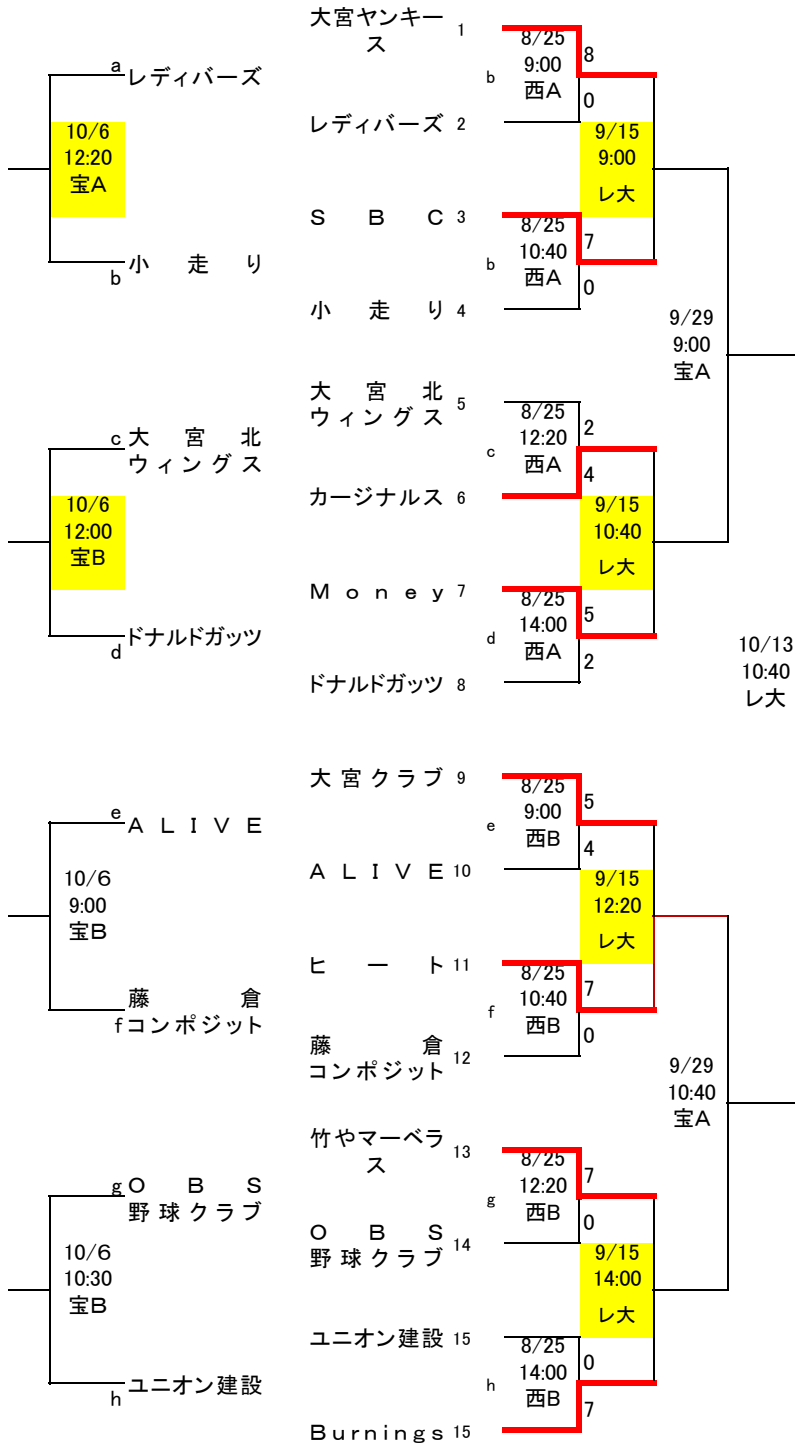 a レディバーズ
10/6
12:20
宝A
b 小走り
c 大宮北
ウィングス
10/6
12:00
宝B
d ドナルドガッツ
e ＡＬＩＶＥ
10/6
9:00
宝B
藤倉
f コンポジット
g ＯＢＳ
野球クラブ
10/6
10:30
宝B
h ユニオン建設
大宮ヤンキー
ス 1
8/25
9:00
西A
b
8
0
レディバーズ 2
9/15
9:00
レ大
ＳＢＣ 3
8/25
10:40
西A
b
7
0
小走り 4
9/29
9:00
宝A
大宮北
ウィングス 5
8/25
12:20
西A
c
2
4
カージナルス 6
9/15
10:40
レ大
Ｍｏｎｅｙ 7
8/25
14:00
西A
d
5
2
ドナルドガッツ 8
10/13
10:40
レ大
大宮クラブ 9
8/25
9:00
西B
e
5
4
ＡＬＩＶＥ 10
9/15
12:20
レ大
ヒート 11
8/25
10:40
西B
f
7
0
藤倉
コンポジット 12
9/29
10:40
宝A
竹やマーベラ
ス 13
8/25
12:20
西B
g
7
0
ＯＢＳ
野球クラブ 14
9/15
14:00
レ大
ユニオン建設 15
8/25
14:00
西B
h
0
7
Ｂｕｒｎｉｎｇｓ 15